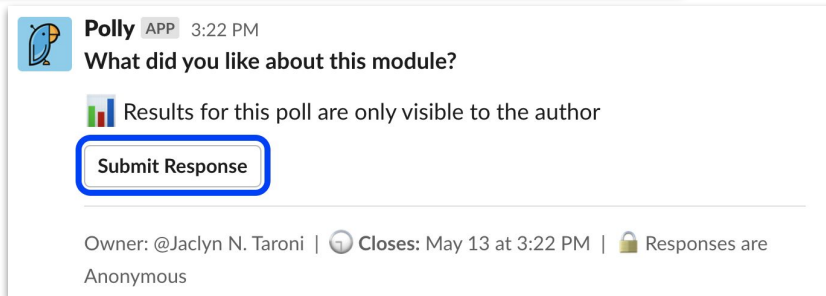 Polly APP 3:22 PM
What did you like about this module?
Results for this poll are only visible to the author
Submit Response
Owner: @Jaclyn N. Taroni | Closes: May 13 at 3:22 PM | Responses are
Anonymous